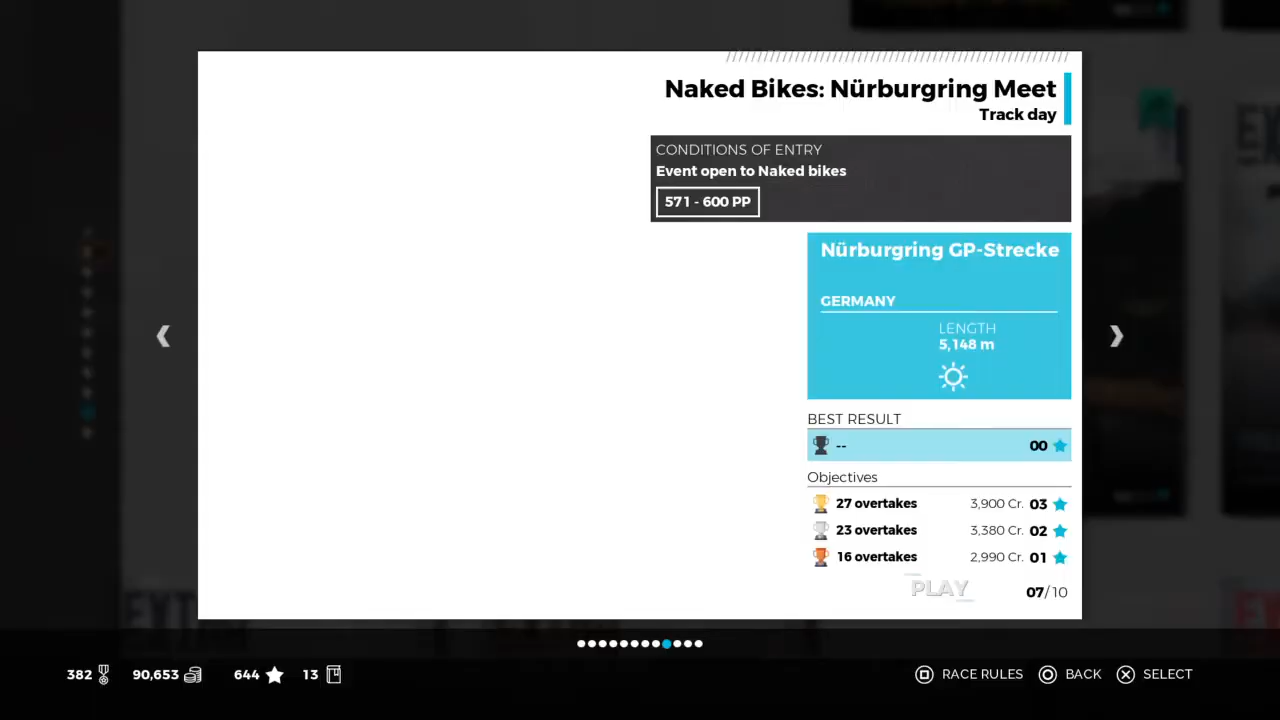 Naked Bikes: Nürburgring Meet
Track day
CONDITIONS OF ENTRY
Event open to Naked bikes
571 - 600 PP
Nürburgring GP-Strecke
GERMANY
LENGTH
5,148 m
BEST RESULT
-- 00
Objectives
27 overtakes 3,900 Cr. 03
23 overtakes 3,380 Cr. 02
16 overtakes 2,990 Cr. 01
PLAY
07/10
382 90,653 644 13
RACE RULES BACK SELECT